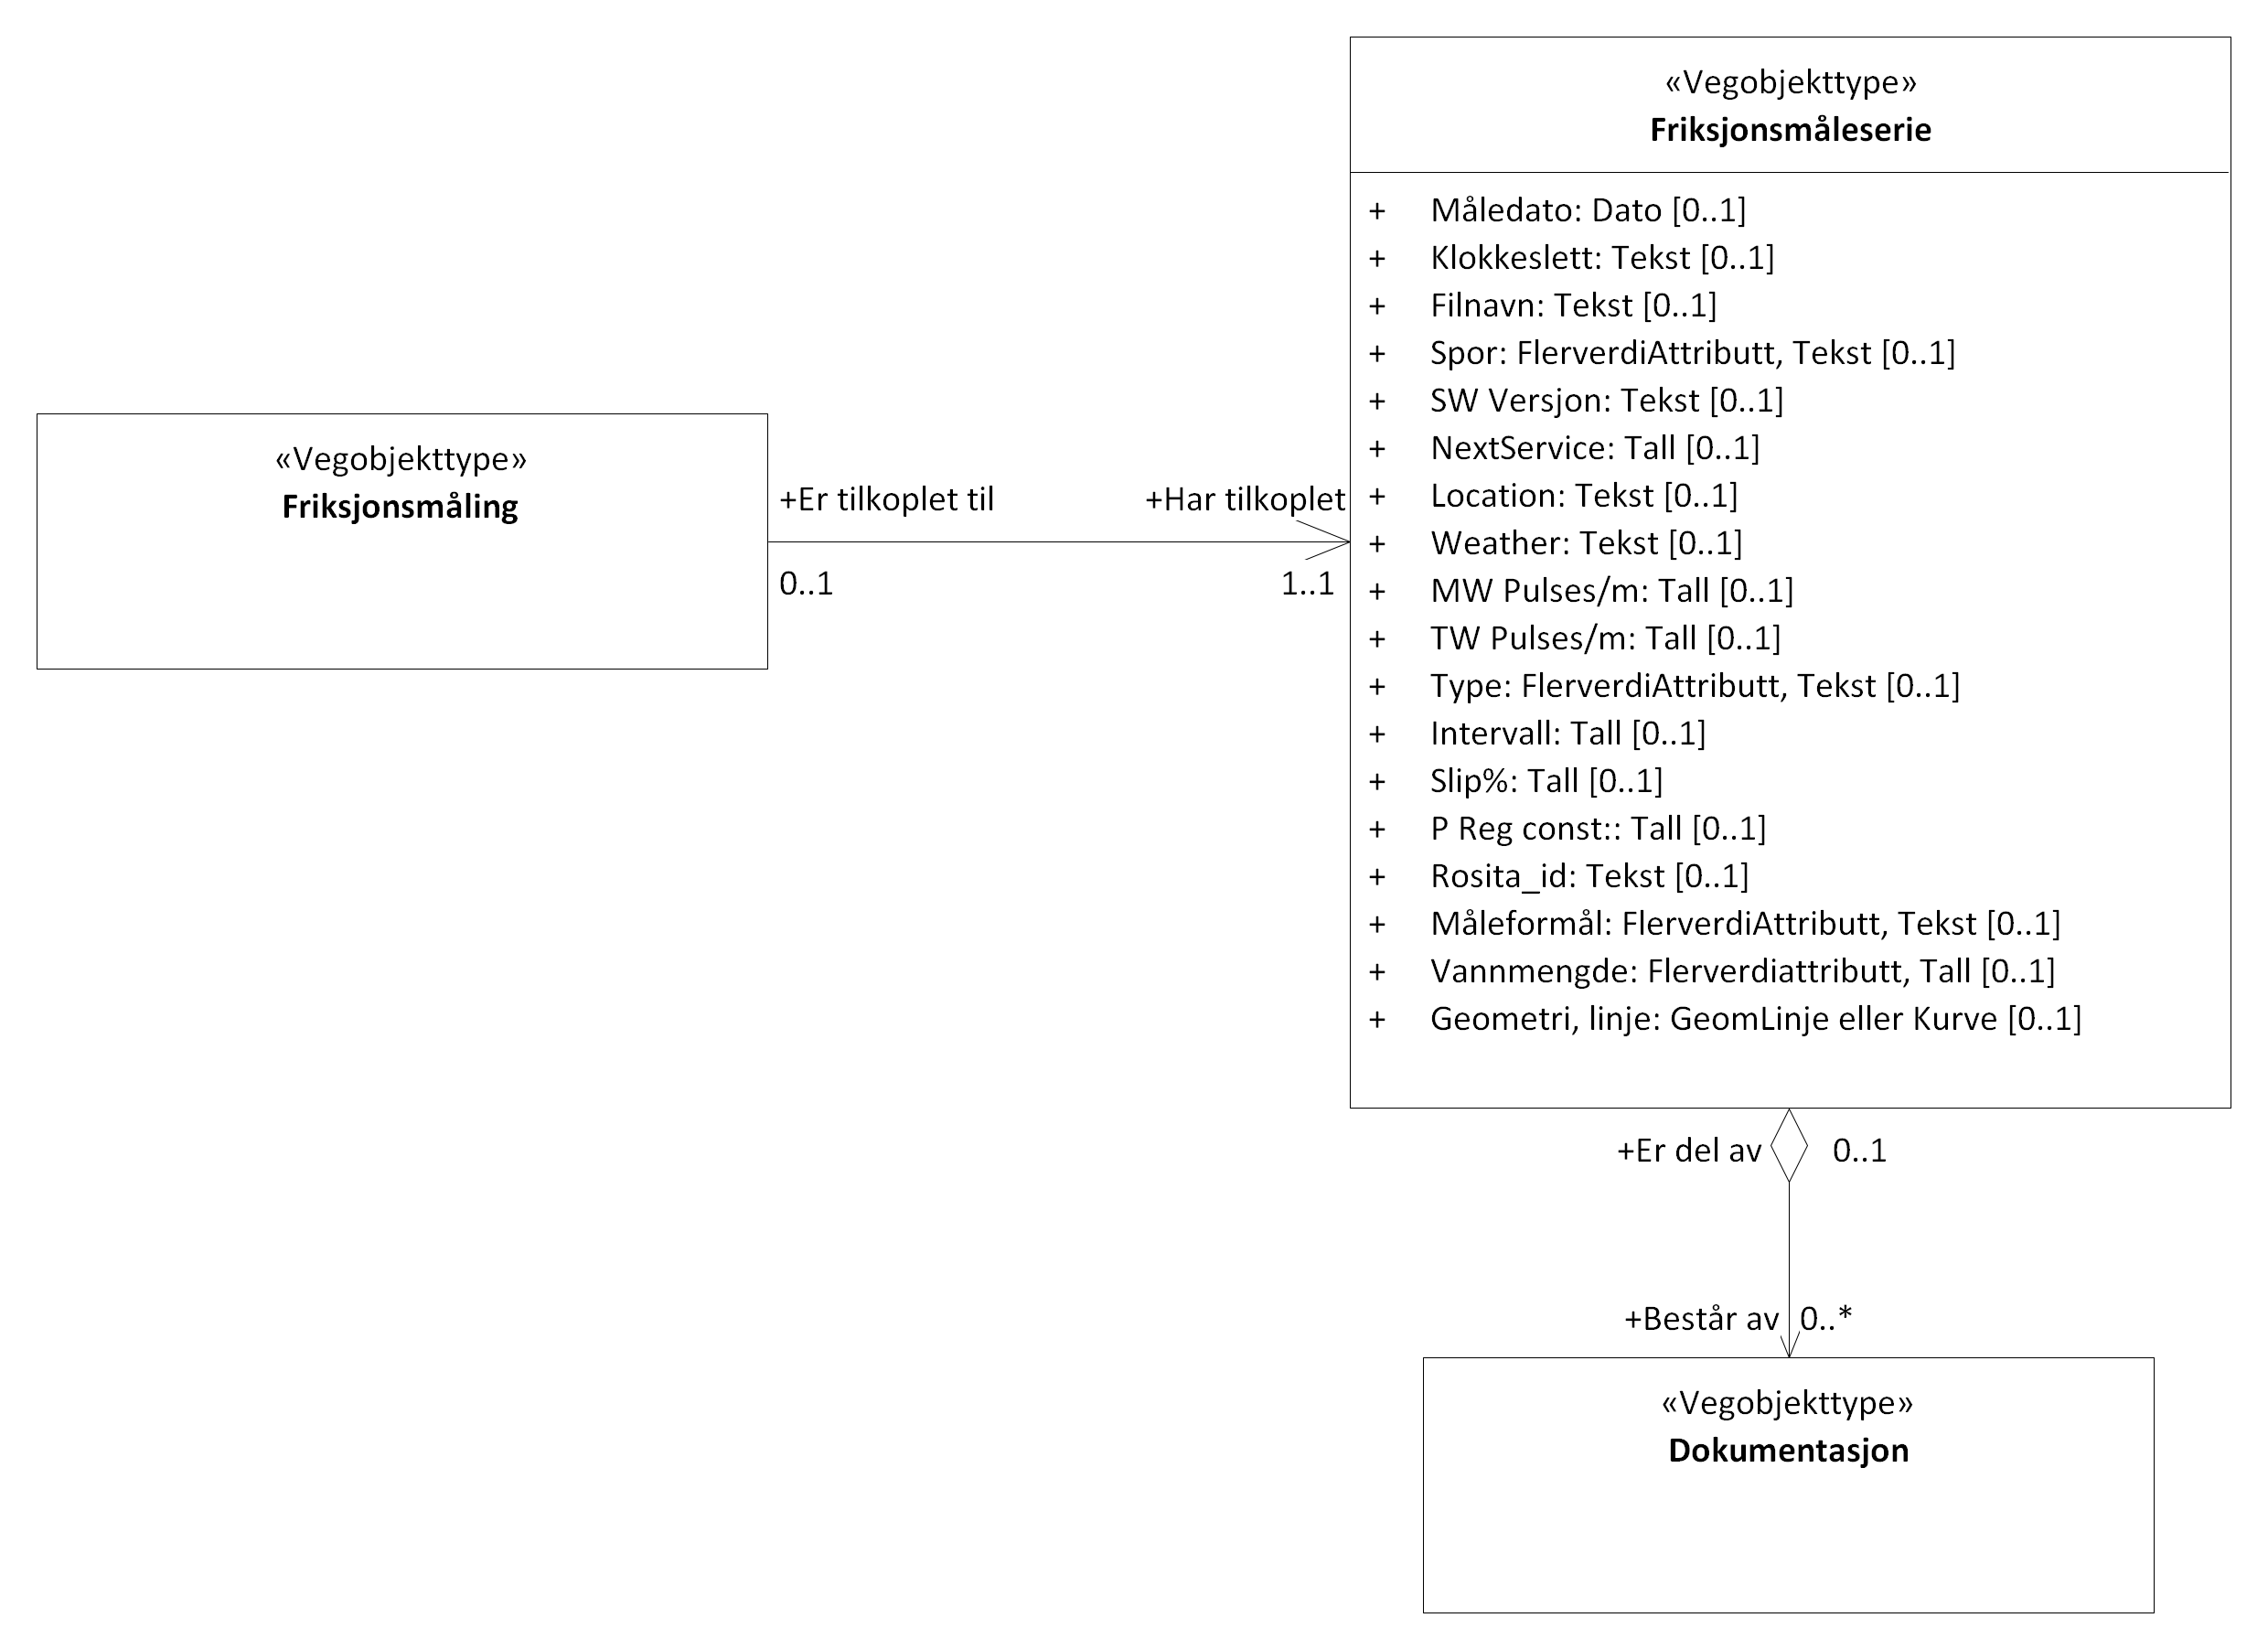 «Vegobjekttype»
Friksjonsmåleserie
+ Måledato: Dato [0..1]
+ Klokkeslett: Tekst [0..1]
+ Filnavn: Tekst [0..1]
+ Spor: FlerverdiAttributt, Tekst [0..1]
+ SW Versjon: Tekst [0..1]
+ NextService: Tall [0..1]
+ Location: Tekst [0..1]
+ Weather: Tekst [0..1]
+ MW Pulses/m: Tall [0..1]
+ TW Pulses/m: Tall [0..1]
+ Type: FlerverdiAttributt, Tekst [0..1]
+ Intervall: Tall [0..1]
+ Slip%: Tall [0..1]
+ P Reg const:: Tall [0..1]
+ Rosita_id: Tekst [0..1]
+ Måleformål: FlerverdiAttributt, Tekst [0..1]
+ Vannmengde: Flerverdiattributt, Tall [0..1]
+ Geometri, linje: GeomLinje eller Kurve [0..1]
«Vegobjekttype»
Friksjonsmåling
+Er tilkoplet til
+Har tilkoplet
0..1
1..1
+Er del av
0..1
+Består av
0..*
«Vegobjekttype»
Dokumentasjon